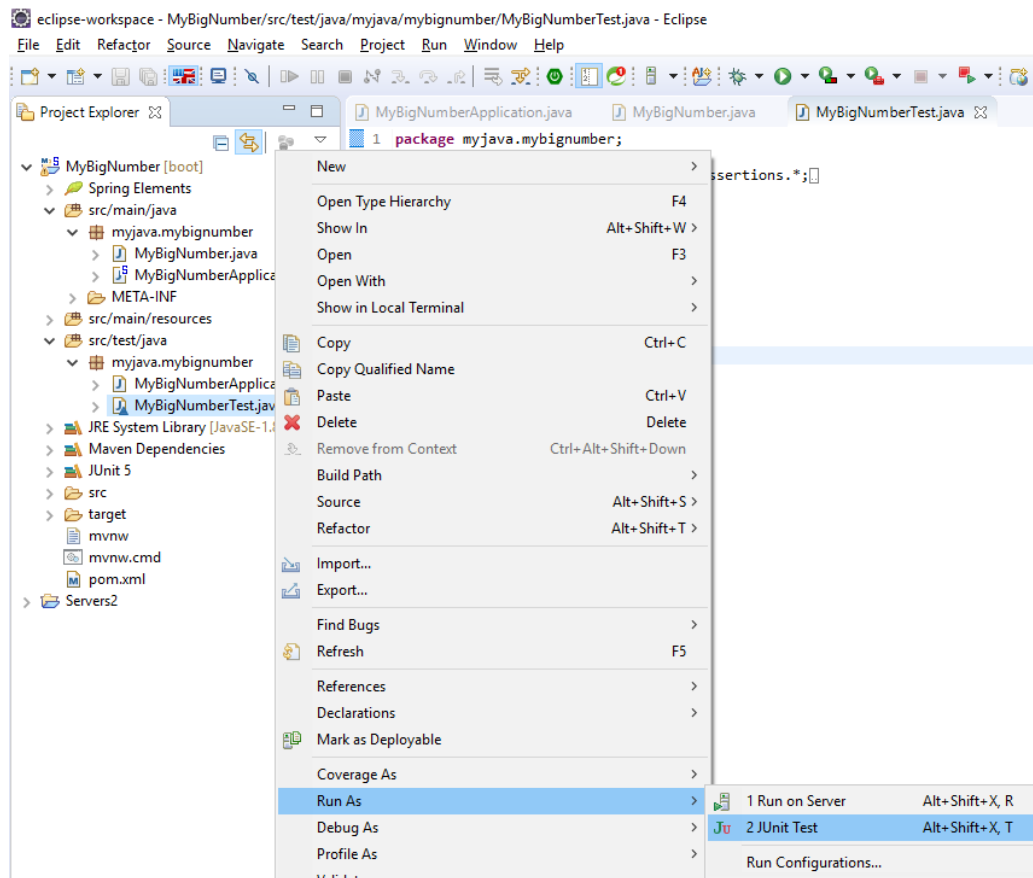 eclipse-workspace - MyBigNumber/src/test/java/myjava/mybignumber/MyBigNumberTest.java - Eclipse
File Edit Refactor Source Navigate Search Project Run Window Help
Project Explorer
MyBigNumberApplication.java MyBigNumber.java MyBigNumberTest.java
1 package myjava.mybignumber;
ssertions.*;
MyBigNumber [boot]
Spring Elements
src/main/java
myjava.mybignumber
MyBigNumber.java
MyBigNumberApplica
META-INF
src/main/resources
src/test/java
myjava.mybignumber
MyBigNumberApplica
MyBigNumberTest.jav
JRE System Library [JavaSE-1.8
Maven Dependencies
JUnit 5
src
target
mvnw
mvnw.cmd
pom.xml
Servers2
New
Open Type Hierarchy F4
Show In Alt+Shift+W
Open F3
Open With
Show in Local Terminal
Copy Ctrl+C
Copy Qualified Name
Paste Ctrl+V
Delete Delete
Remove from Context Ctrl+Alt+Shift+Down
Build Path
Source Alt+Shift+S
Refactor Alt+Shift+T
Import...
Export...
Find Bugs
Refresh F5
References
Declarations
Mark as Deployable
Coverage As
Run As
Debug As
Profile As
Validate
1 Run on Server Alt+Shift+X, R
Ju 2 JUnit Test Alt+Shift+X, T
Run Configurations...